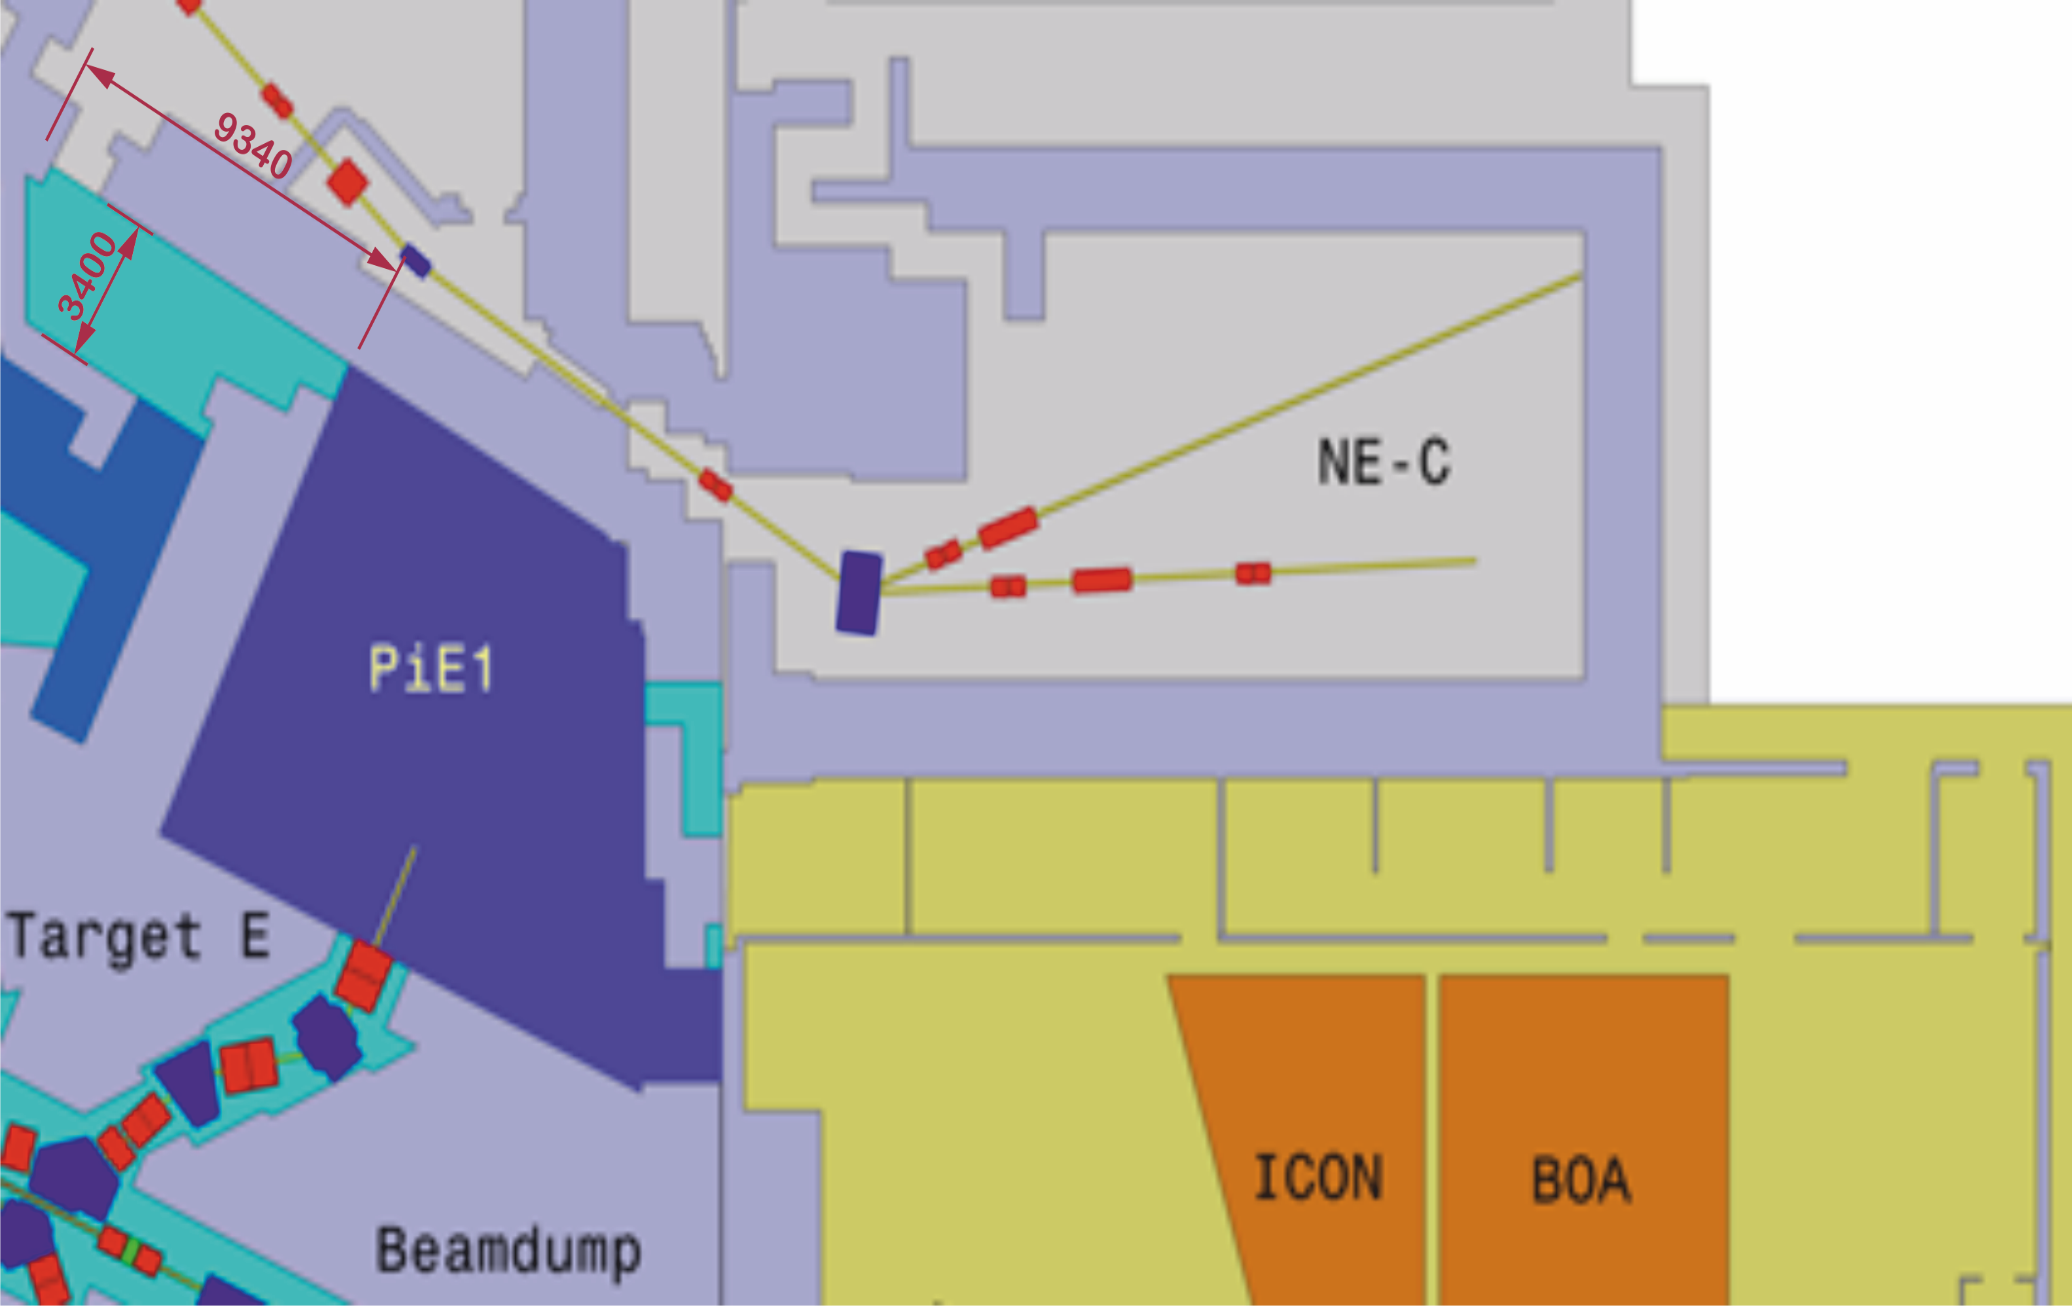 9340
3400
NE-C
PiE1
Target E
ICON
BOA
Beamdump